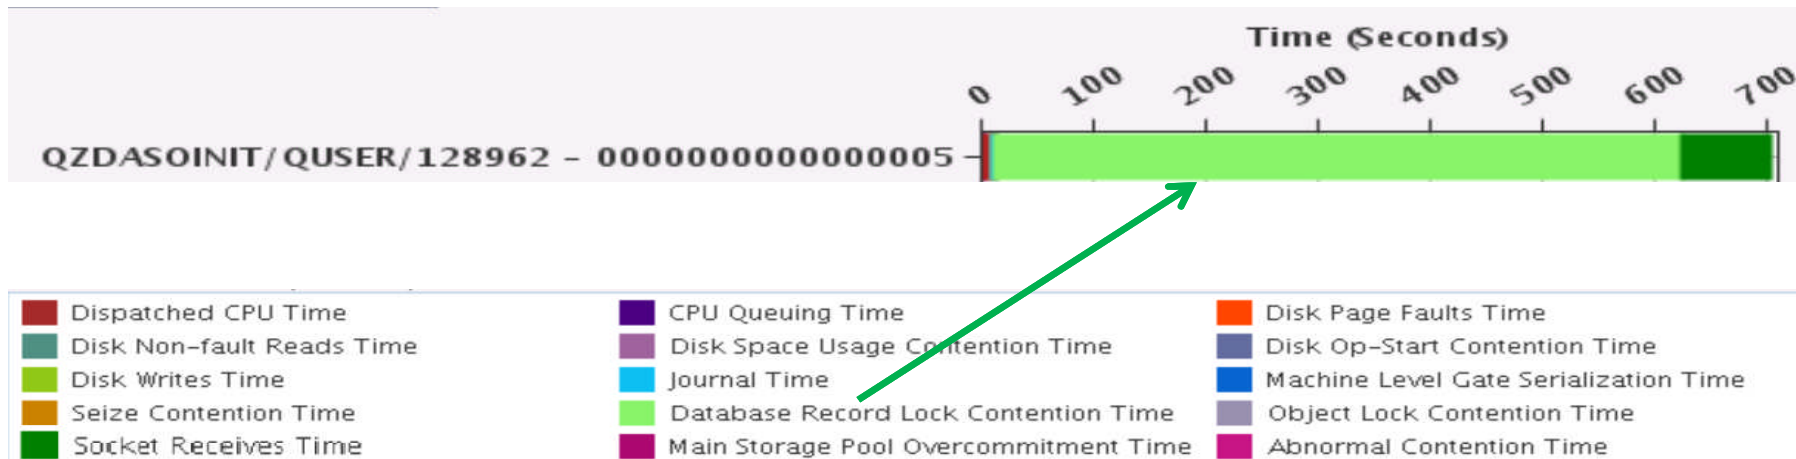 Time (Seconds)
0 100 200 300 400 500 600 700
QZDASOINIT/QUSER/128962 - 0000000000000005
Dispatched CPU Time CPU Queuing Time Disk Page Faults Time
Disk Non-fault Reads Time Disk Space Usage Contention Time Disk Op-Start Contention Time
Disk Writes Time Journal Time Machine Level Gate Serialization Time
Seize Contention Time Database Record Lock Contention Time Object Lock Contention Time
Socket Receives Time Main Storage Pool Overcommitment Time Abnormal Contention Time